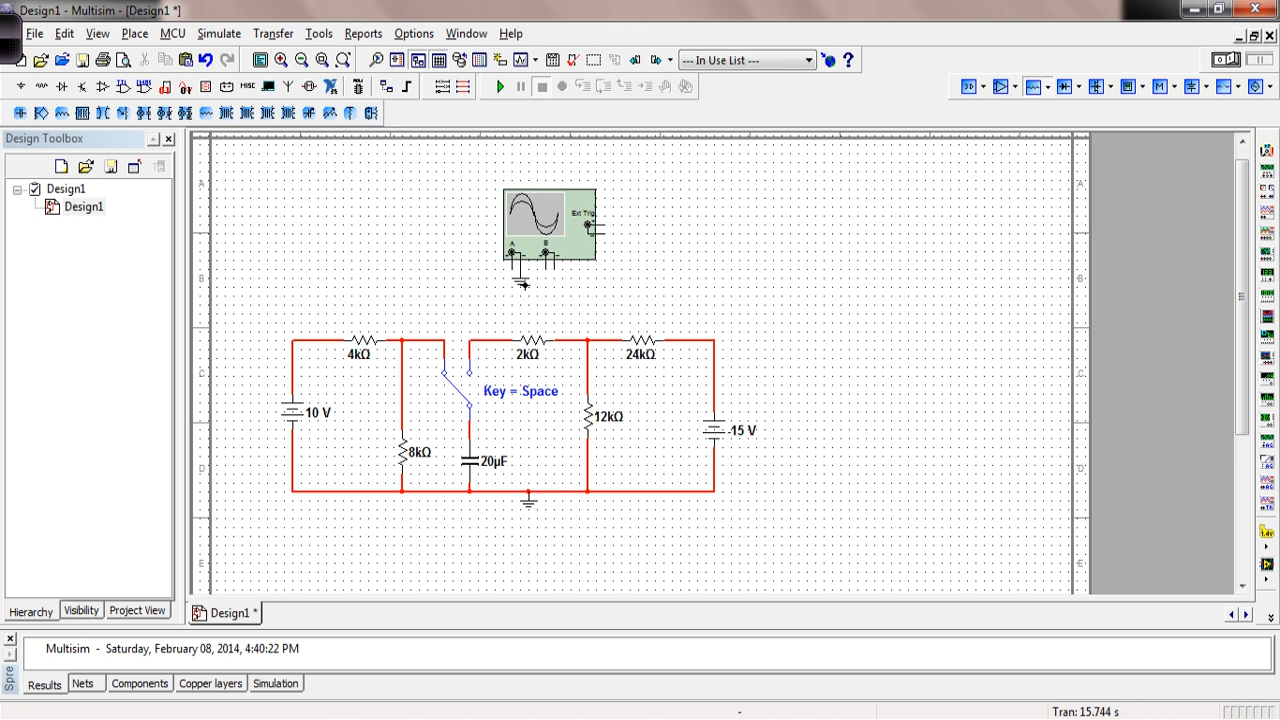 Design1 - Multisim - [Design1 *]
File Edit View Place MCU Simulate Transfer Tools Reports Options Window Help
--- In Use List ---
Design Toolbox
Design1
Design1
Ext Trig
A B
4kΩ 2kΩ 24kΩ
Key = Space
10 V 12kΩ
15 V
8kΩ 20µF
A
B
C
D
E
A
B
C
D
E
Hierarchy Visibility Project View
Design1 *
Multisim - Saturday, February 08, 2014, 4:40:22 PM
Spre
Results Nets Components Copper layers Simulation
- Tran: 15.744 s